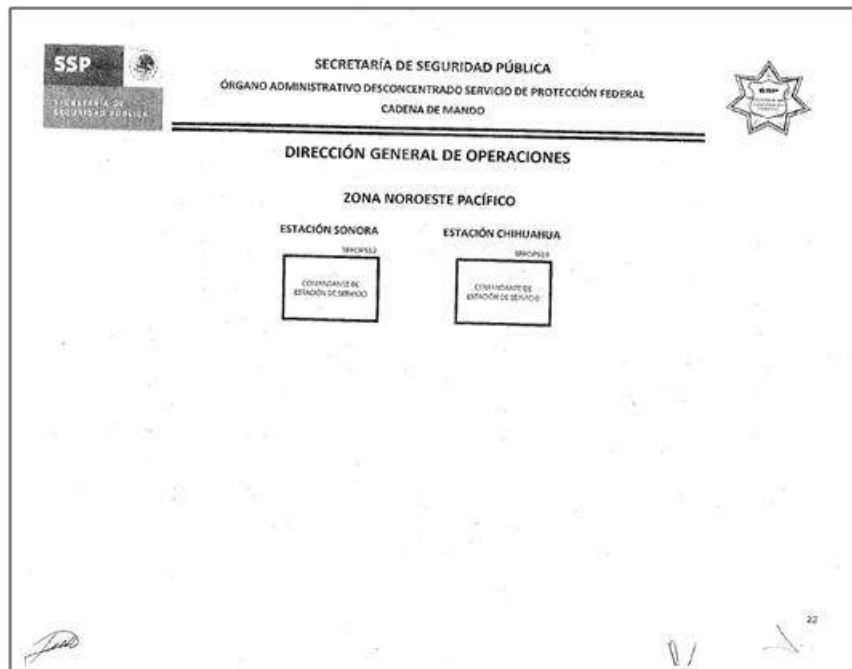 SSP
SECRETARÍA DE
SEGURIDAD PÚBLICA
SECRETARÍA DE SEGURIDAD PÚBLICA
ÓRGANO ADMINISTRATIVO DESCONCENTRADO SERVICIO DE PROTECCIÓN FEDERAL
CADENA DE MANDO
SSP
DIRECCIÓN GENERAL DE OPERACIONES
ZONA NOROESTE PACÍFICO
ESTACIÓN SONORA
COMANDANTE DE
ESTACIÓN DE SERVICIO
ESTACIÓN CHIHUAHUA
COMANDANTE DE
ESTACIÓN DE SERVICIO
22